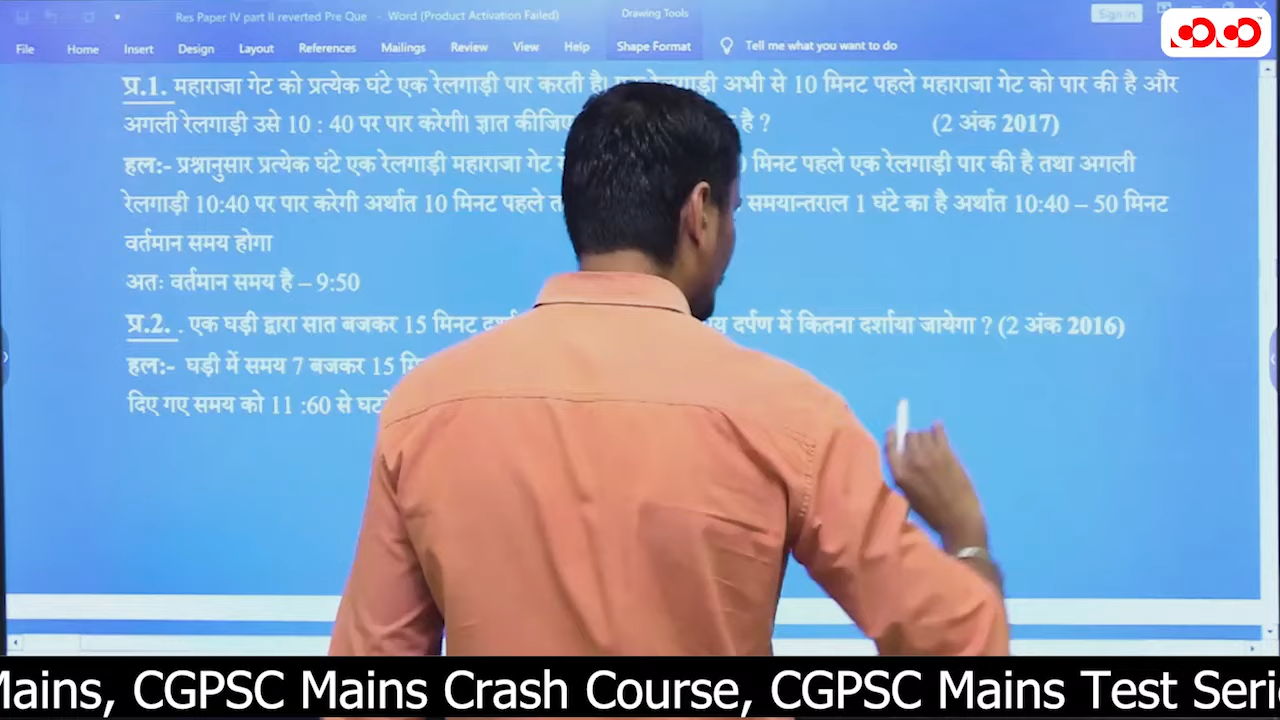 Res Paper IV part II reverted Pre Que - Word (Product Activation Failed)
Drawing Tools
Sign in
File Home Insert Design Layout References Mailings Review View Help Shape Format Tell me what you want to do
प्र.1. महाराजा गेट को प्रत्येक घंटे एक रेलगाड़ी पार करती है। अभी से 10 मिनट पहले महाराजा गेट को पार की है और
अगली रेलगाड़ी उसे 10 : 40 पर पार करेगी। ज्ञात कीजिए है ? (2 अंक 2017)
हल:- प्रश्नानुसार प्रत्येक घंटे एक रेलगाड़ी महाराजा गेट मिनट पहले एक रेलगाड़ी पार की है तथा अगली
रेलगाड़ी 10:40 पर पार करेगी अर्थात 10 मिनट पहले समयान्तराल 1 घंटे का है अर्थात 10:40 – 50 मिनट
वर्तमान समय होगा
अतः वर्तमान समय है – 9:50
प्र.2. . एक घड़ी द्वारा सात बजकर 15 मिनट दर्पण में कितना दर्शाया जायेगा ? (2 अंक 2016)
हल:- घड़ी में समय 7 बजकर 15
दिए गए समय को 11 :60 से
Mains, CGPSC Mains Crash Course, CGPSC Mains Test Seri